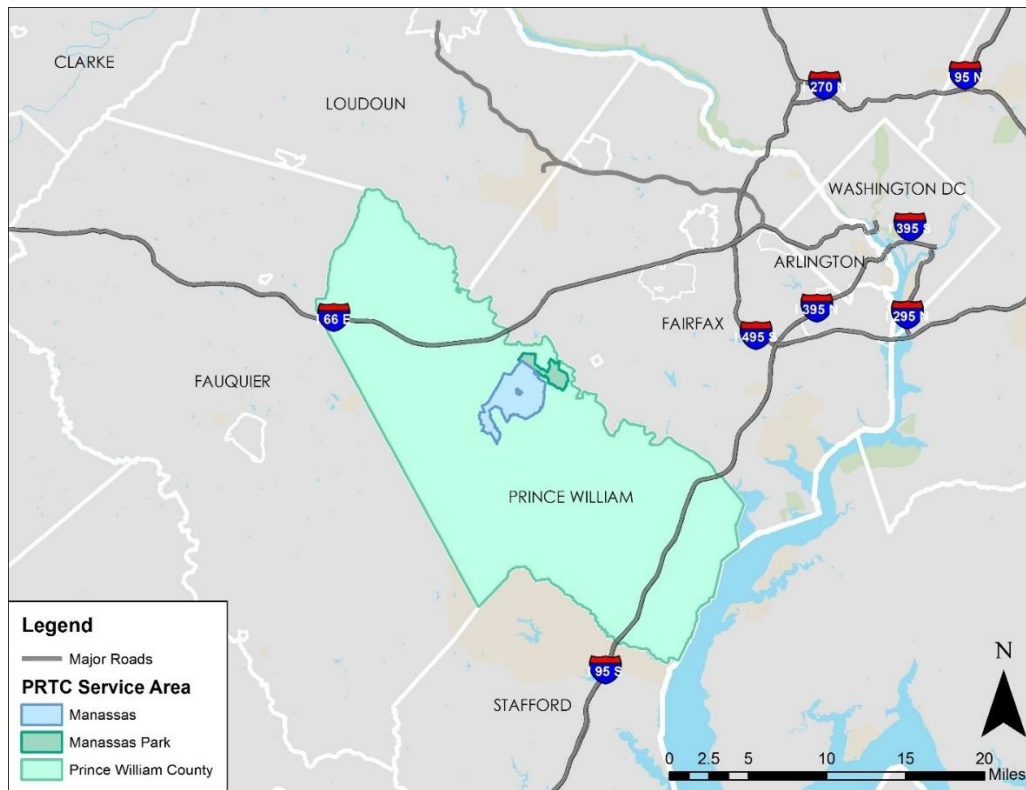 CLARKE
LOUDOUN
270 N
95 N
WASHINGTON DC
I 395 S
ARLINGTON
66 E
I 395 N
I 295 N
FAIRFAX
I 495 S
FAUQUIER
PRINCE WILLIAM
95 S
STAFFORD
Legend
Major Roads
PRTC Service Area
Manassas
Manassas Park
Prince William County
N
0 2.5 5 10 15 20
Miles